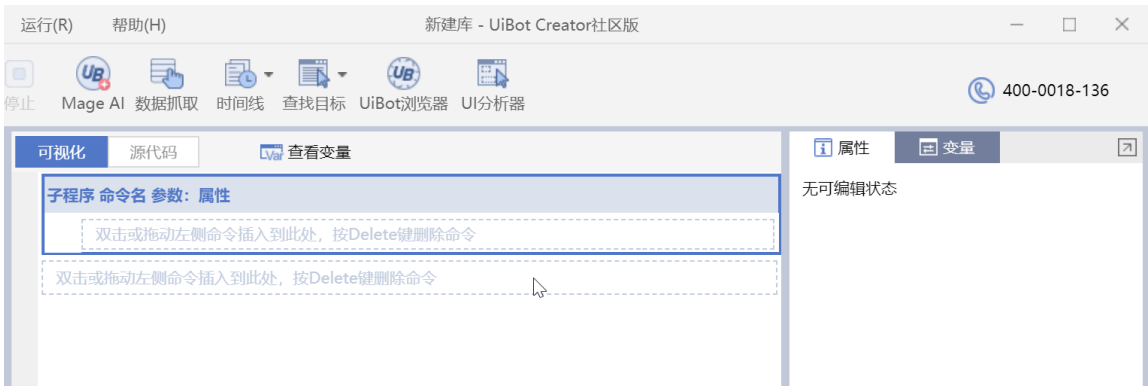 运行(R) 帮助(H) 新建库 - UiBot Creator社区版
停止 Mage AI 数据抓取 时间线 查找目标 UiBot浏览器 UI分析器 400-0018-136
可视化 源代码 查看变量 属性 变量
子程序 命令名 参数：属性 无可编辑状态
双击或拖动左侧命令插入到此处，按Delete键删除命令
双击或拖动左侧命令插入到此处，按Delete键删除命令